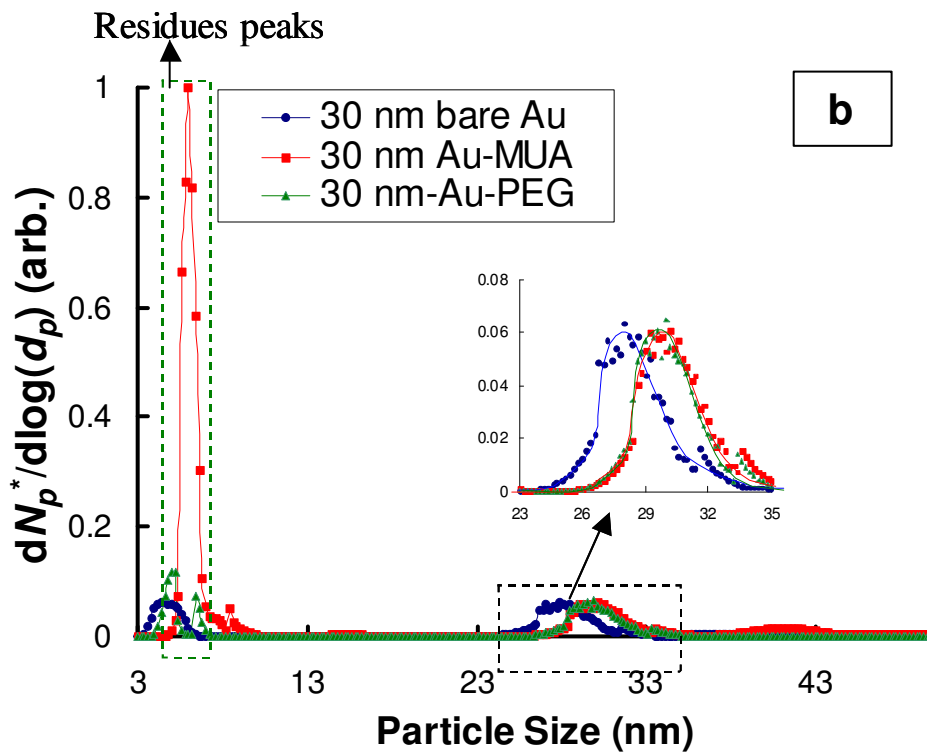 Residues peaks
b
30 nm bare Au
30 nm Au-MUA
30 nm-Au-PEG
dNp*/dlog(dp) (arb.)
1
0.8
0.6
0.4
0.2
0
0.08
0.06
0.04
0.02
0
23 26 29 32 35
3 13 23 33 43
Particle Size (nm)